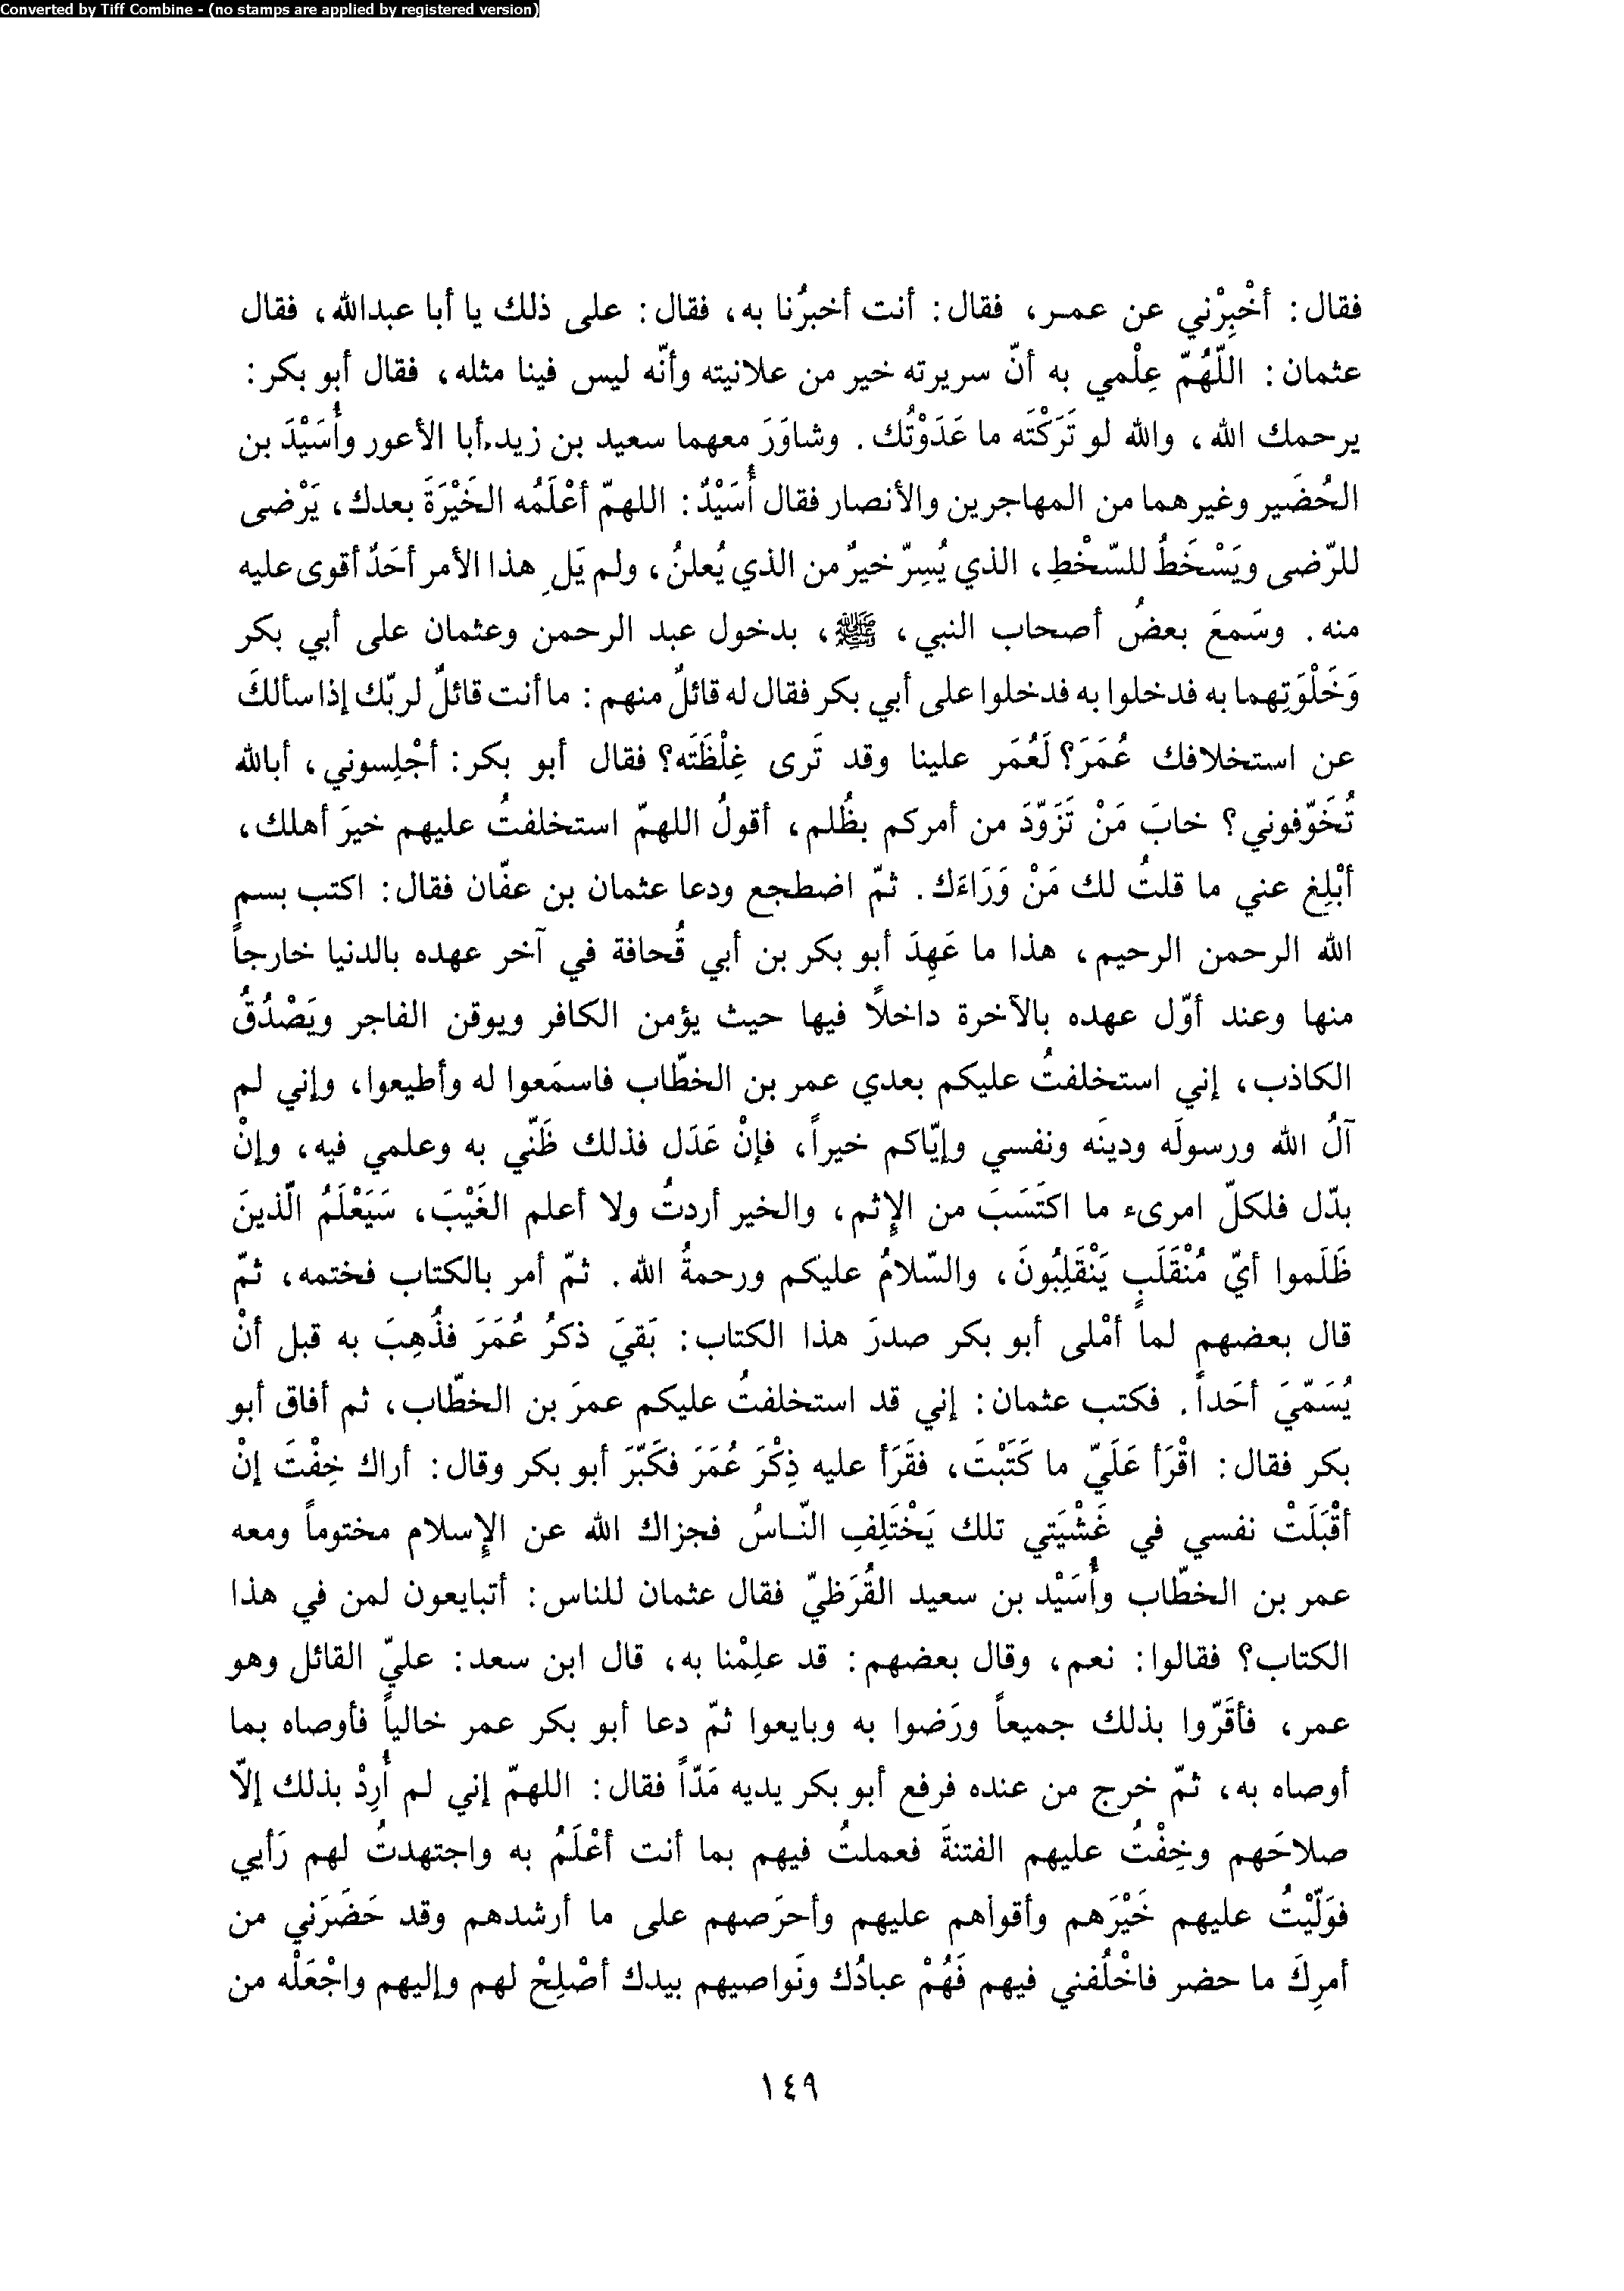 Converted by Tiff Combine - (no stamps are applied by registered version)
فقال: أخْبِرْني عن عمـر، فقال: أنت أخبرُنا به، فقال: على ذلك يا أبا عبدالله، فقال
عثمان: اللّهُمّ عِلْمي به أنّ سريرته خير من علانيته وأنّه ليس فينا مثله، فقال أبو بكر:
يرحمك الله، والله لو تَرَكْتَه ما عَدَوْتُك. وشاوَرَ معهما سعيد بن زيد أبا الأعور وأُسَيْدَ بن
الحُضَير وغيرهما من المهاجرين والأنصار فقال أُسَيْدٌ: اللهمّ أعْلَمُه الخَيْرَةَ بعدك، يَرْضى
للرّضى ويَسْخَطُ للسّخْطِ، الذي يُسِرّ خيرٌ من الذي يُعلنُ، ولم يَلِ هذا الأمر أحَدٌ أقوى عليه
منه. وسَمعَ بعضُ أصحاب النبي، ﷺ، بدخول عبد الرحمن وعثمان على أبي بكر
وَخَلْوَتِهما به فدخلوا به فدخلوا على أبي بكر فقال له قائلٌ منهم: ما أنت قائلٌ لربّك إذا سألكَ
عن استخلافك عُمَرَ؟ لَعُمَر علينا وقد تَرى غِلْظَتَه؟ فقال أبو بكر: أجْلِسوني، أبالله
تُخَوّفوني؟ خابَ مَنْ تَزَوّدَ من أمركم بظُلم، أقولُ اللهمّ استخلفتُ عليهم خيرَ أهلك،
أبْلِغ عني ما قلتُ لك مَنْ وَرَاءَك. ثمّ اضطجع ودعا عثمان بن عفّان فقال: اكتب بسم
الله الرحمن الرحيم، هذا ما عَهِدَ أبو بكر بن أبي قُحافة في آخر عهده بالدنيا خارجاً
منها وعند أوّل عهده بالآخرة داخلاً فيها حيث يؤمن الكافر ويوقن الفاجر ويَصْدُقُ
الكاذب، إني استخلفتُ عليكم بعدي عمر بن الخطّاب فاسمَعوا له وأطيعوا، وإني لم
آلُ الله ورسولَه ودينَه ونفسي وإيّاكم خيراً، فإنْ عَدَل فذلك ظَنّي به وعلمي فيه، وإنْ
بدّل فلكلّ امرىء ما اكتَسَبَ من الإثم، والخير أردتُ ولا أعلم الغَيْبَ، سَيَعْلَمُ الّذينَ
ظَلَموا أيّ مُنْقَلَبٍ يَنْقَلِبُونَ، والسّلامُ عليكم ورحمةُ الله. ثمّ أمر بالكتاب فختمه، ثمّ
قال بعضهم لما أمْلى أبو بكر صدرَ هذا الكتاب: بَقيَ ذكرُ عُمَرَ فذُهِبَ به قبل أنْ
يُسَمّيَ أحَداً. فكتب عثمان: إني قد استخلفتُ عليكم عمرَ بن الخطّاب، ثم أفاق أبو
بكر فقال: اقْرَأ عَلَيّ ما كَتَبْتَ، فقَرَأ عليه ذِكْرَ عُمَرَ فكَبّرَ أبو بكر وقال: أراك خِفْتَ إنْ
أقْبَلَتْ نفسي في غَشْيَتي تلك يَخْتَلِفِ النّـاسُ فجزاك الله عن الإسلام مختوماً ومعه
عمر بن الخطّاب وأُسَيْد بن سعيد القُرَظيّ فقال عثمان للناس: أتبايعون لمن في هذا
الكتاب؟ فقالوا: نعم، وقال بعضهم: قد علِمْنا به، قال ابن سعد: عليّ القائل وهو
عمر، فأقَرّوا بذلك جميعاً ورَضوا به وبايعوا ثمّ دعا أبو بكر عمر خالياً فأوصاه بما
أوصاه به، ثمّ خرج من عنده فرفع أبو بكر يديه مَدّاً فقال: اللهمّ إني لم أُرِدْ بذلك إلاّ
صلاحَهم وخِفْتُ عليهم الفتنةَ فعملتُ فيهم بما أنت أعْلَمُ به واجتهدتُ لهم رَأيي
فوَلّيْتُ عليهم خَيْرَهم وأقواهم عليهم وأحرَصهم على ما أرشدهم وقد حَضَرَني من
أمرِكَ ما حضر فاخْلُفني فيهم فَهُمْ عبادُك ونَواصيهم بيدك أصْلِحْ لهم وإليهم واجْعَلْه من
١٤٩